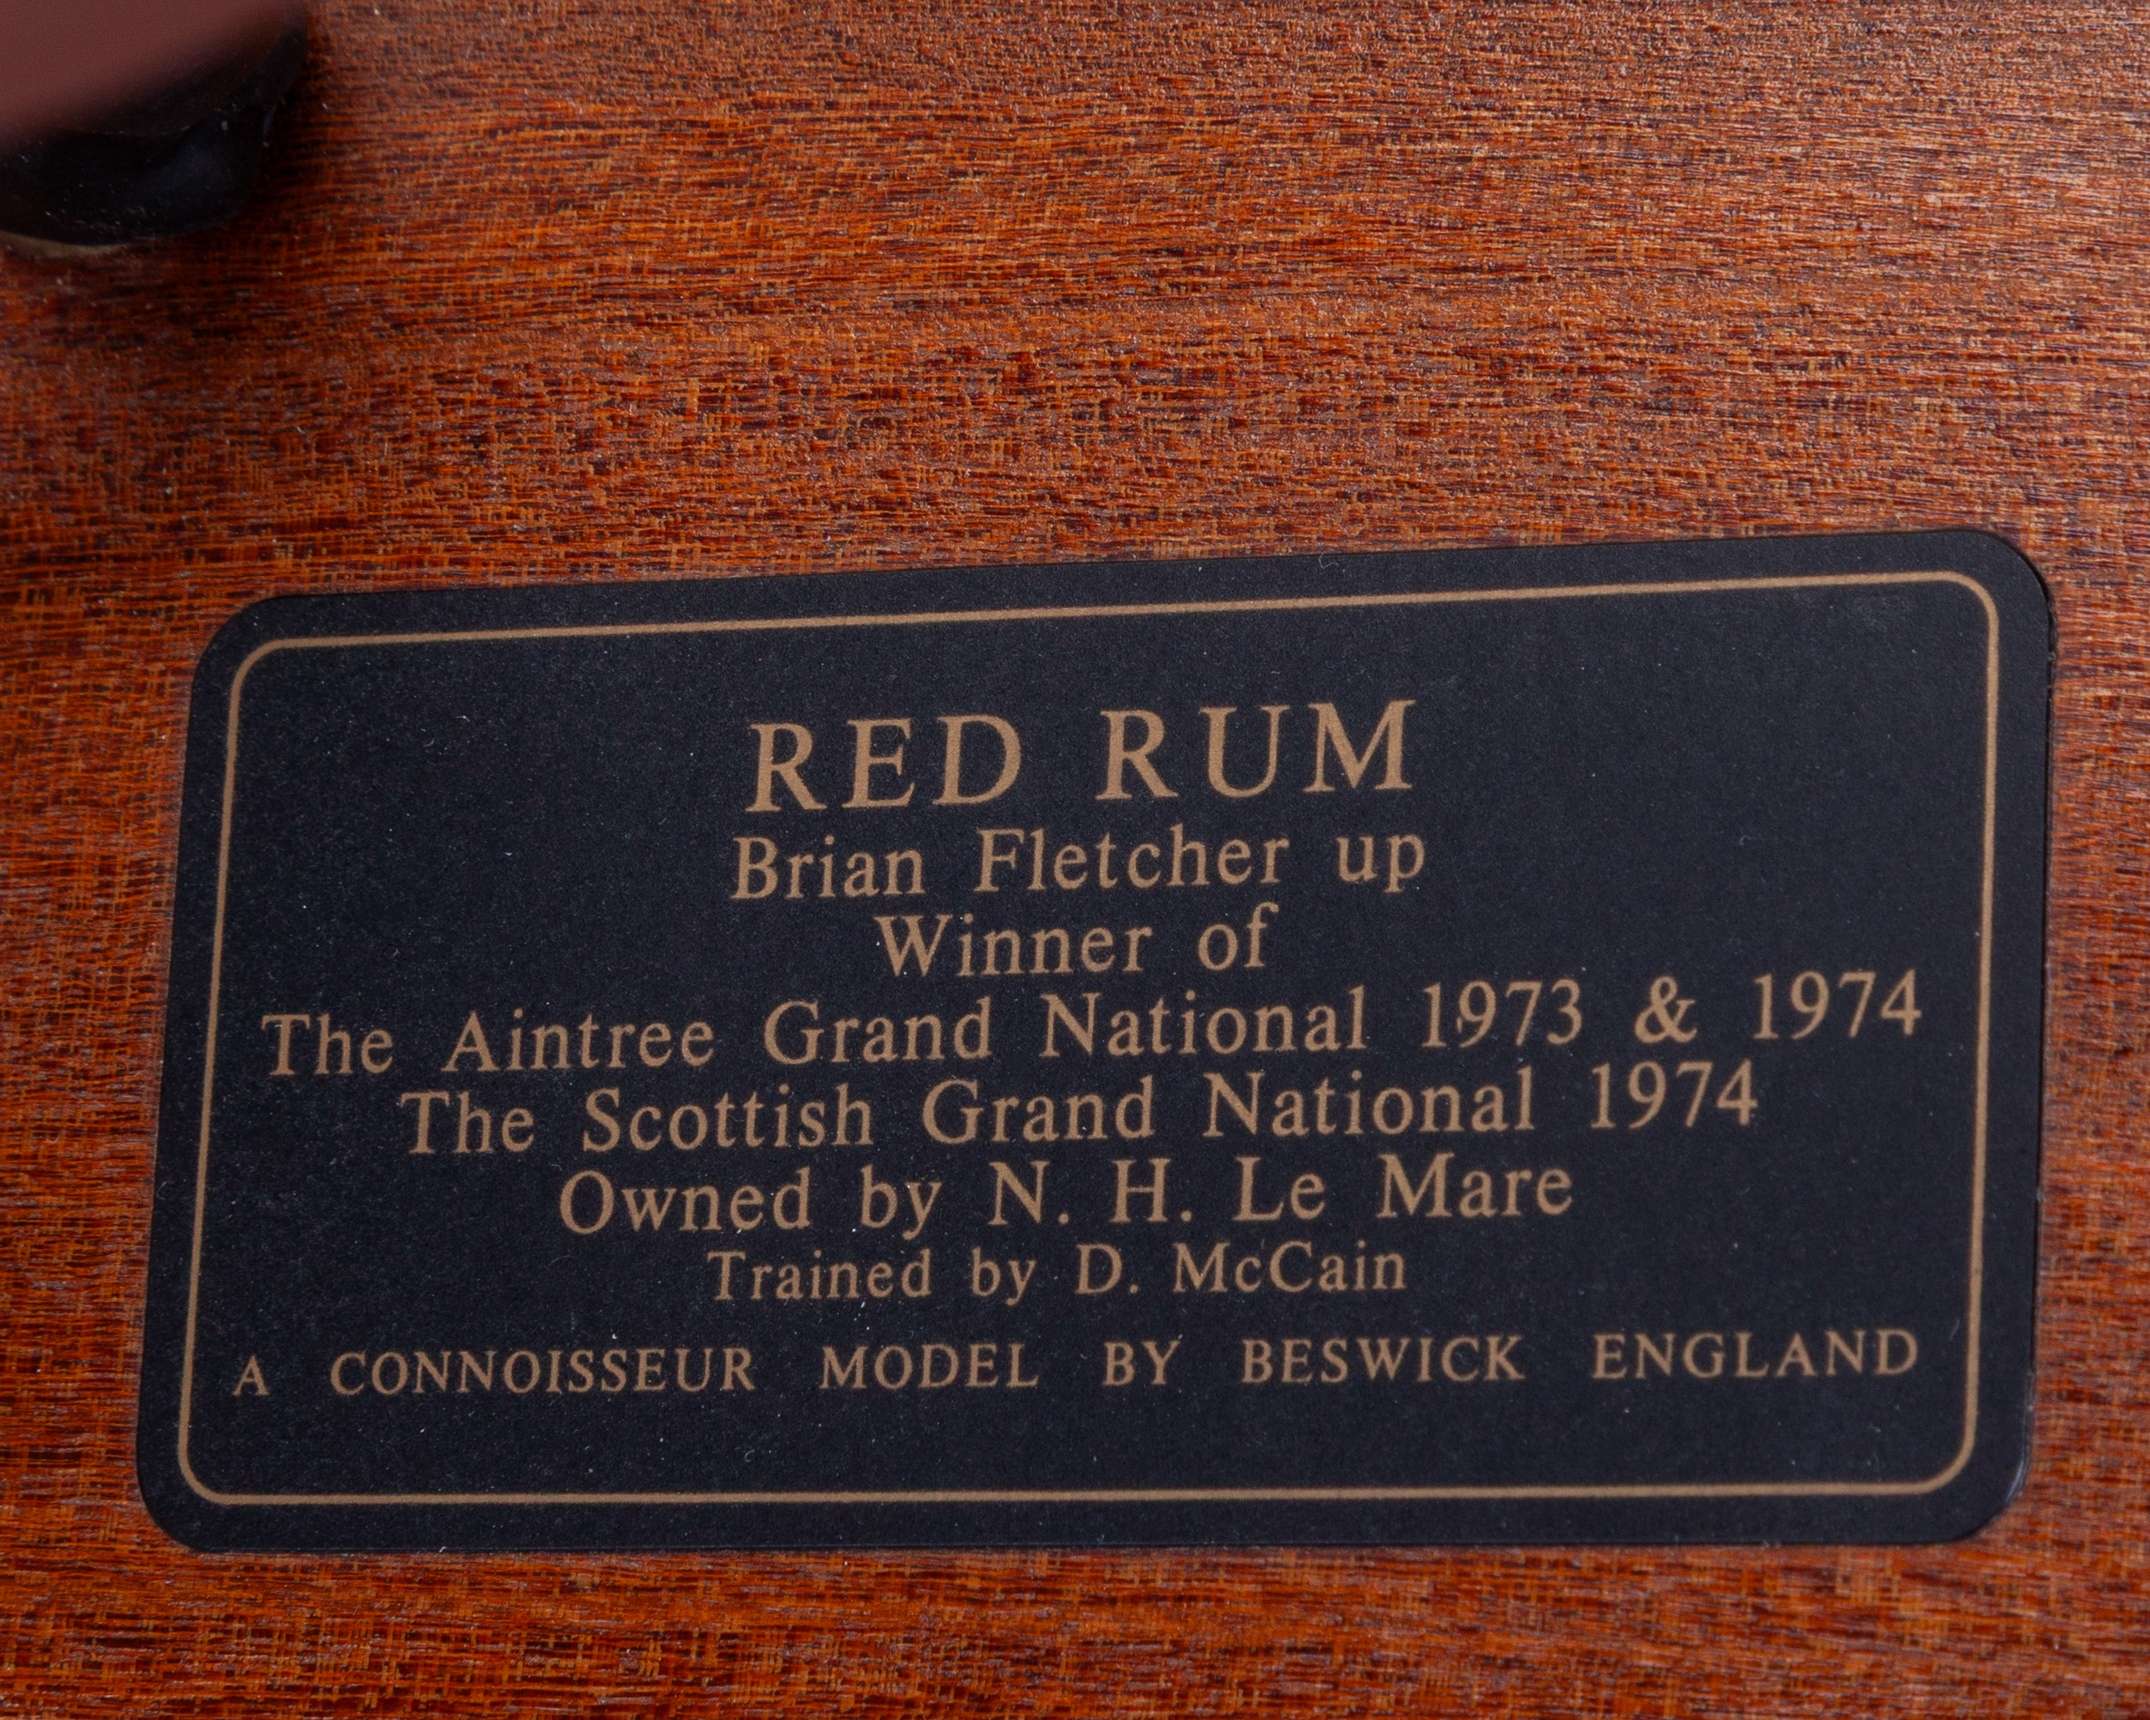 RED RUM
Brian Fletcher up
Winner of
The Aintree Grand National 1973 & 1974
The Scottish Grand National 1974
Owned by N. H. Le Mare
Trained by D. McCain
A CONNOISSEUR MODEL BY BESWICK ENGLAND